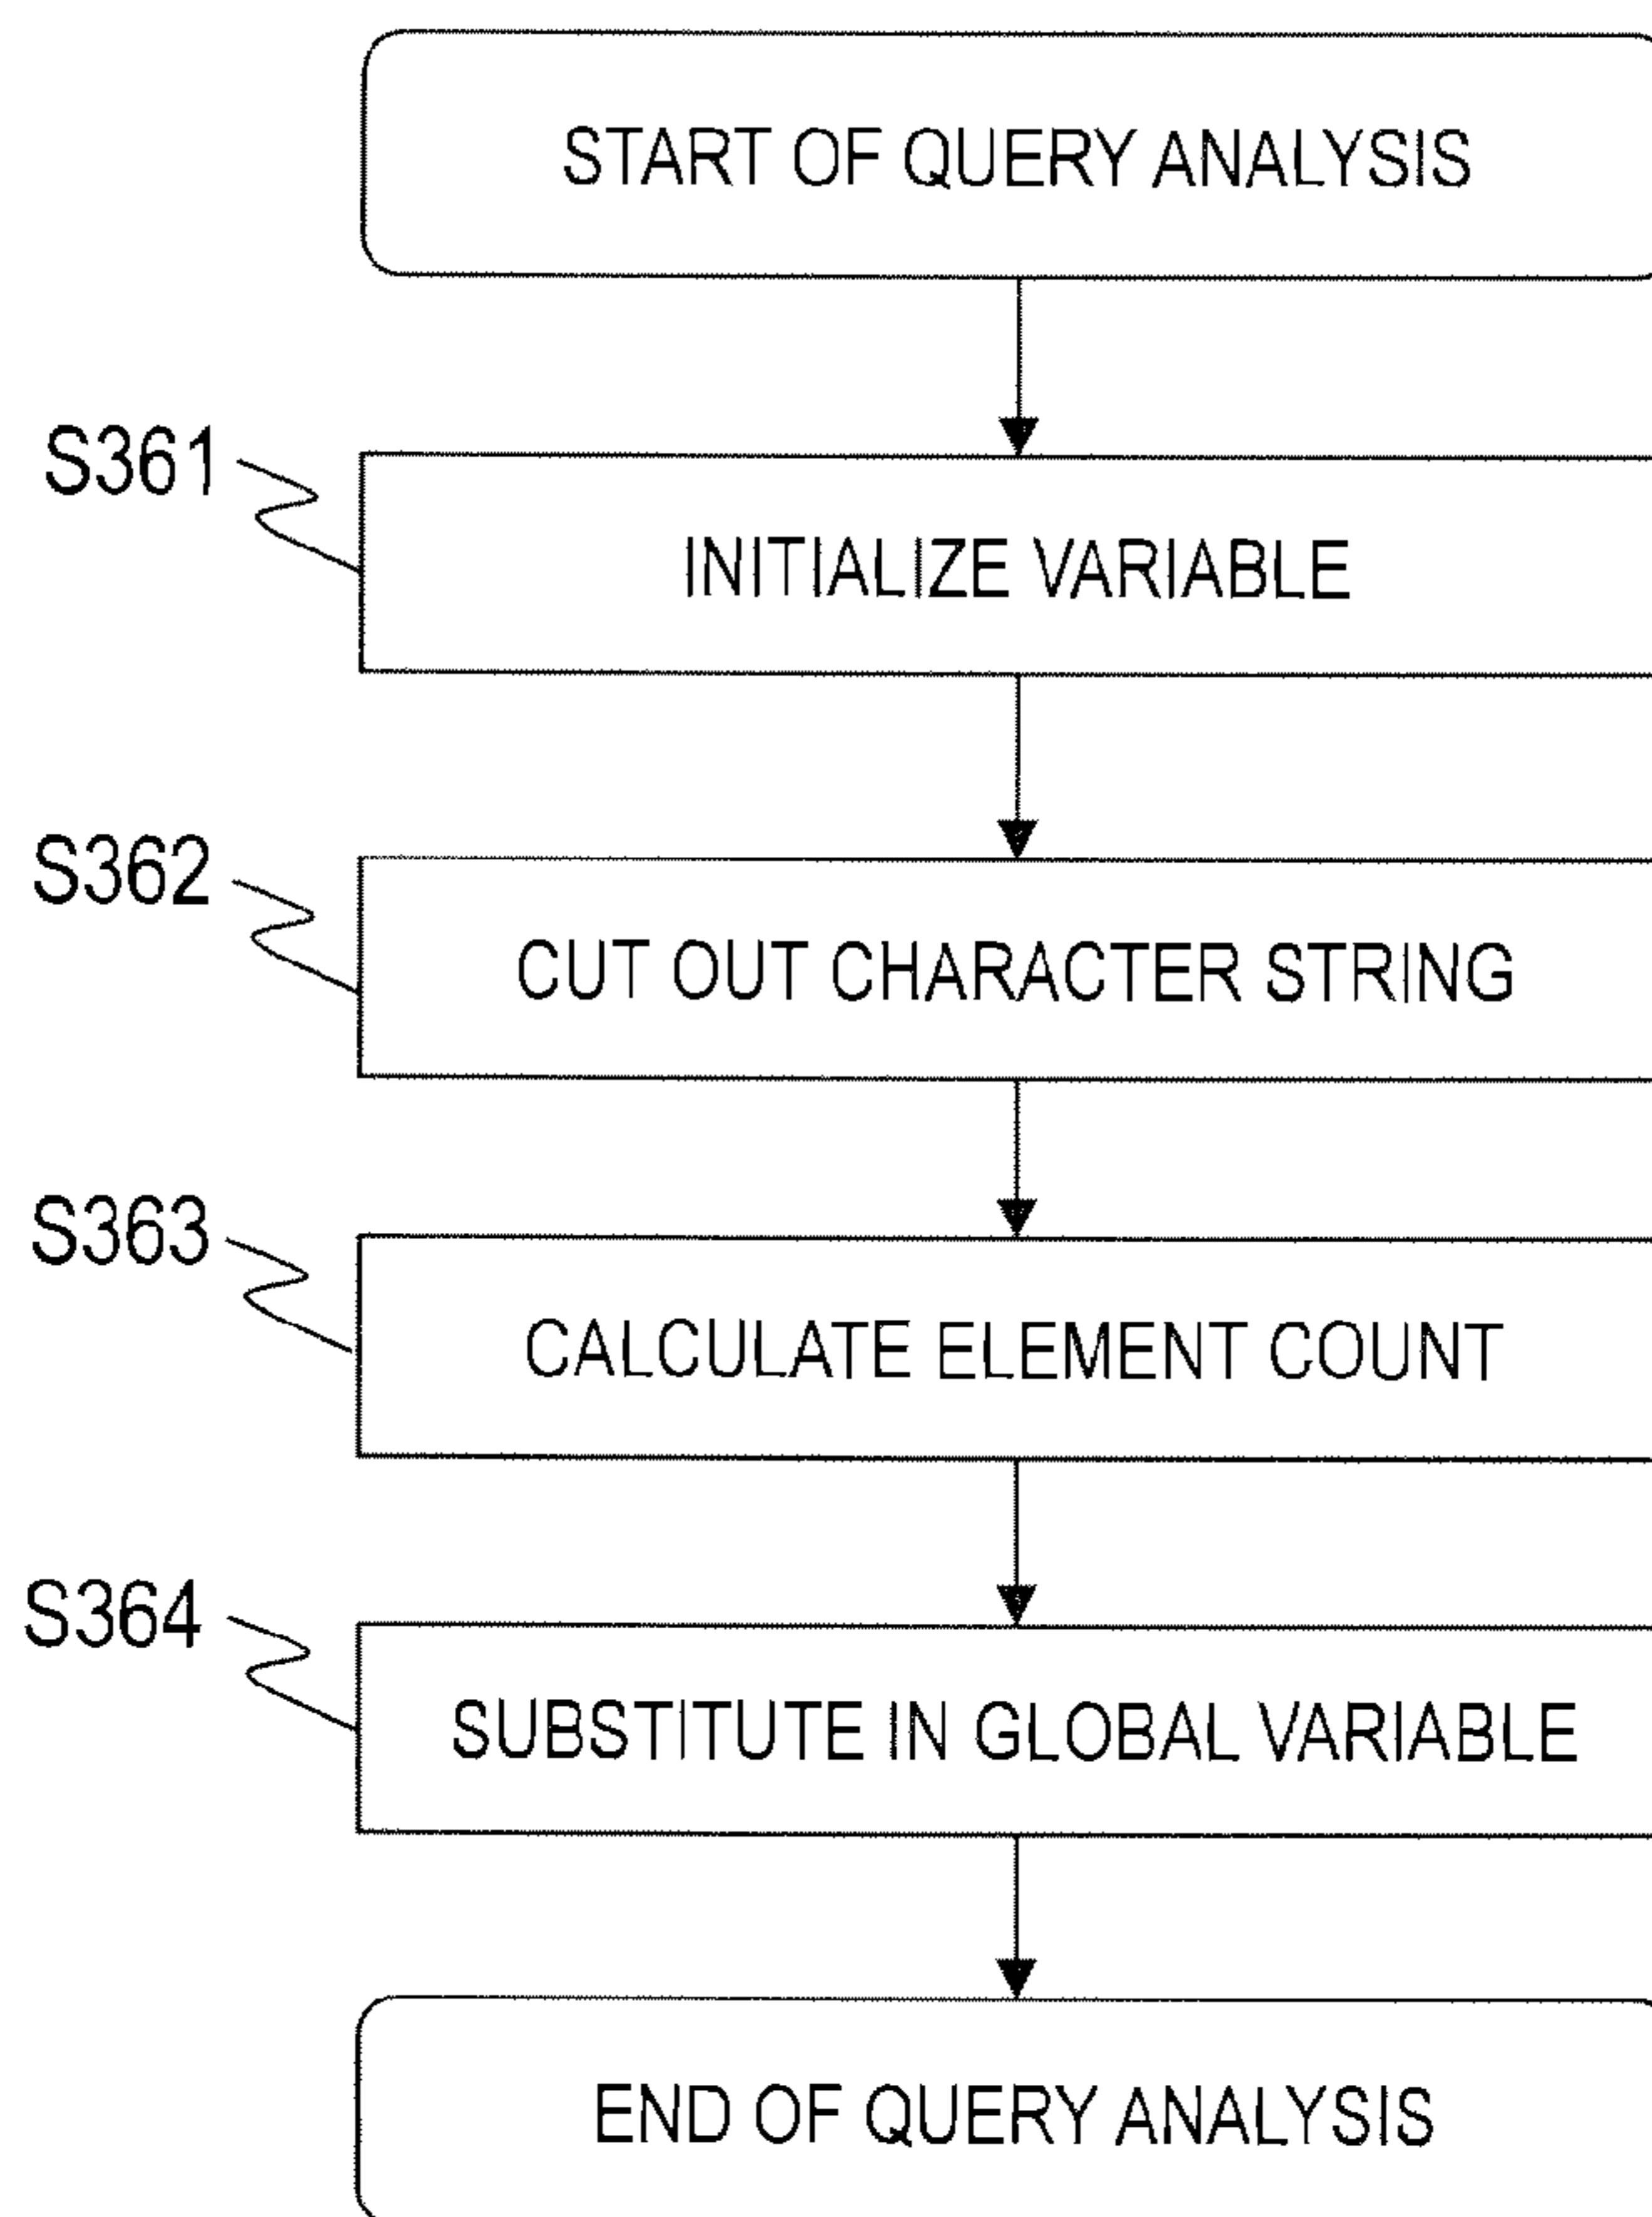 START OF QUERY ANALYSIS
S361
INITIALIZE VARIABLE
S362
CUT OUT CHARACTER STRING
S363
CALCULATE ELEMENT COUNT
S364
SUBSTITUTE IN GLOBAL VARIABLE
END OF QUERY ANALYSIS